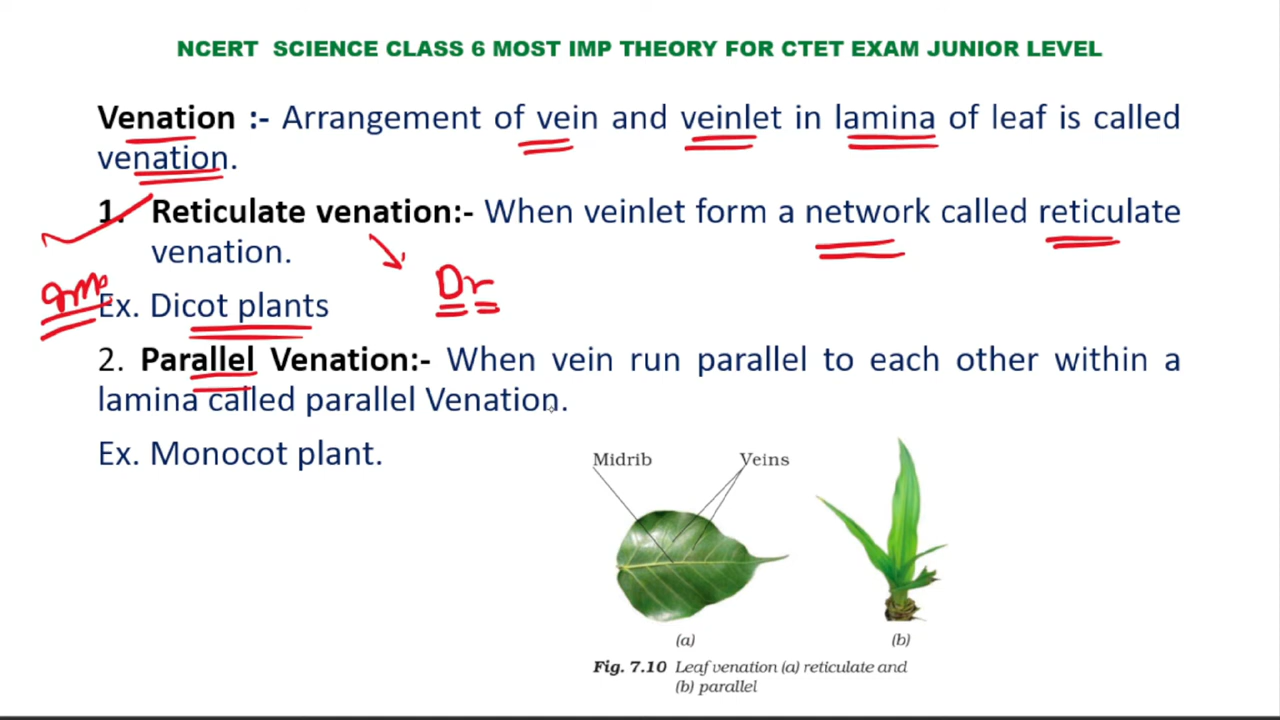 NCERT SCIENCE CLASS 6 MOST IMP THEORY FOR CTET EXAM JUNIOR LEVEL
Venation :- Arrangement of vein and veinlet in lamina of leaf is called
venation.
1. Reticulate venation:- When veinlet form a network called reticulate
venation.
Dr
Ex. Dicot plants
2. Parallel Venation:- When vein run parallel to each other within a
lamina called parallel Venation.
Ex. Monocot plant.
Midrib Veins
(a) (b)
Fig. 7.10 Leaf venation (a) reticulate and
(b) parallel